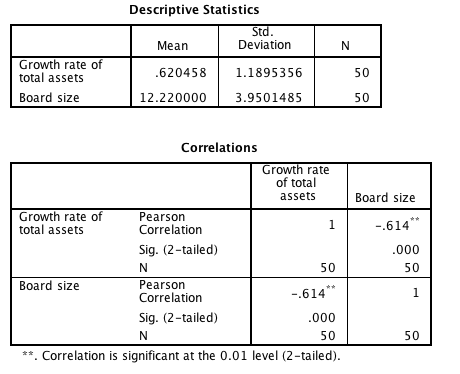 Descriptive Statistics
Mean Std. Deviation N
Growth rate of total assets .620458 1.1895356 50
Board size 12.220000 3.9501485 50
Correlations
Growth rate of total assets Board size
Growth rate of total assets Pearson Correlation 1 -.614**
Sig. (2-tailed) .000
N 50 50
Board size Pearson Correlation -.614** 1
Sig. (2-tailed) .000
N 50 50
**. Correlation is significant at the 0.01 level (2-tailed).